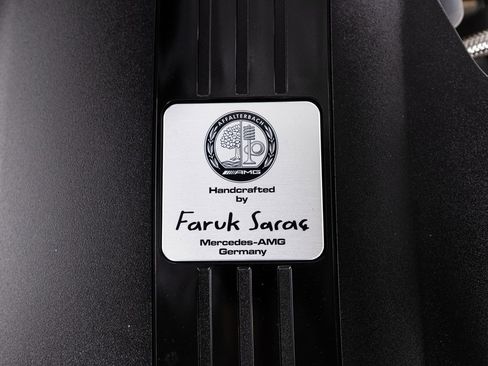 AFFALTERBACH
AMG
Handcrafted
by
Faruk Saraç
Mercedes-AMG
Germany